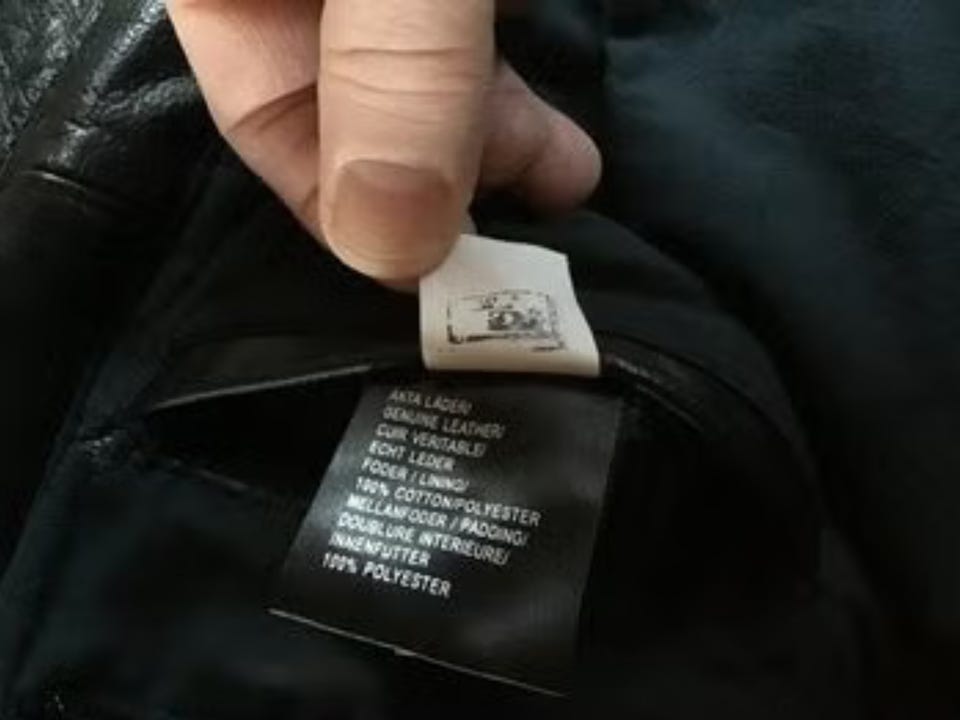 ÄKTA LÄDER/
GENUINE LEATHER/
CUIR VERITABLE/
ECHT LEDER
FODER / LINING/
100% COTTON/POLYESTER
MELLANFODER / PADDING/
DOUBLURE INTERIEURE/
INNENFUTTER
100% POLYESTER